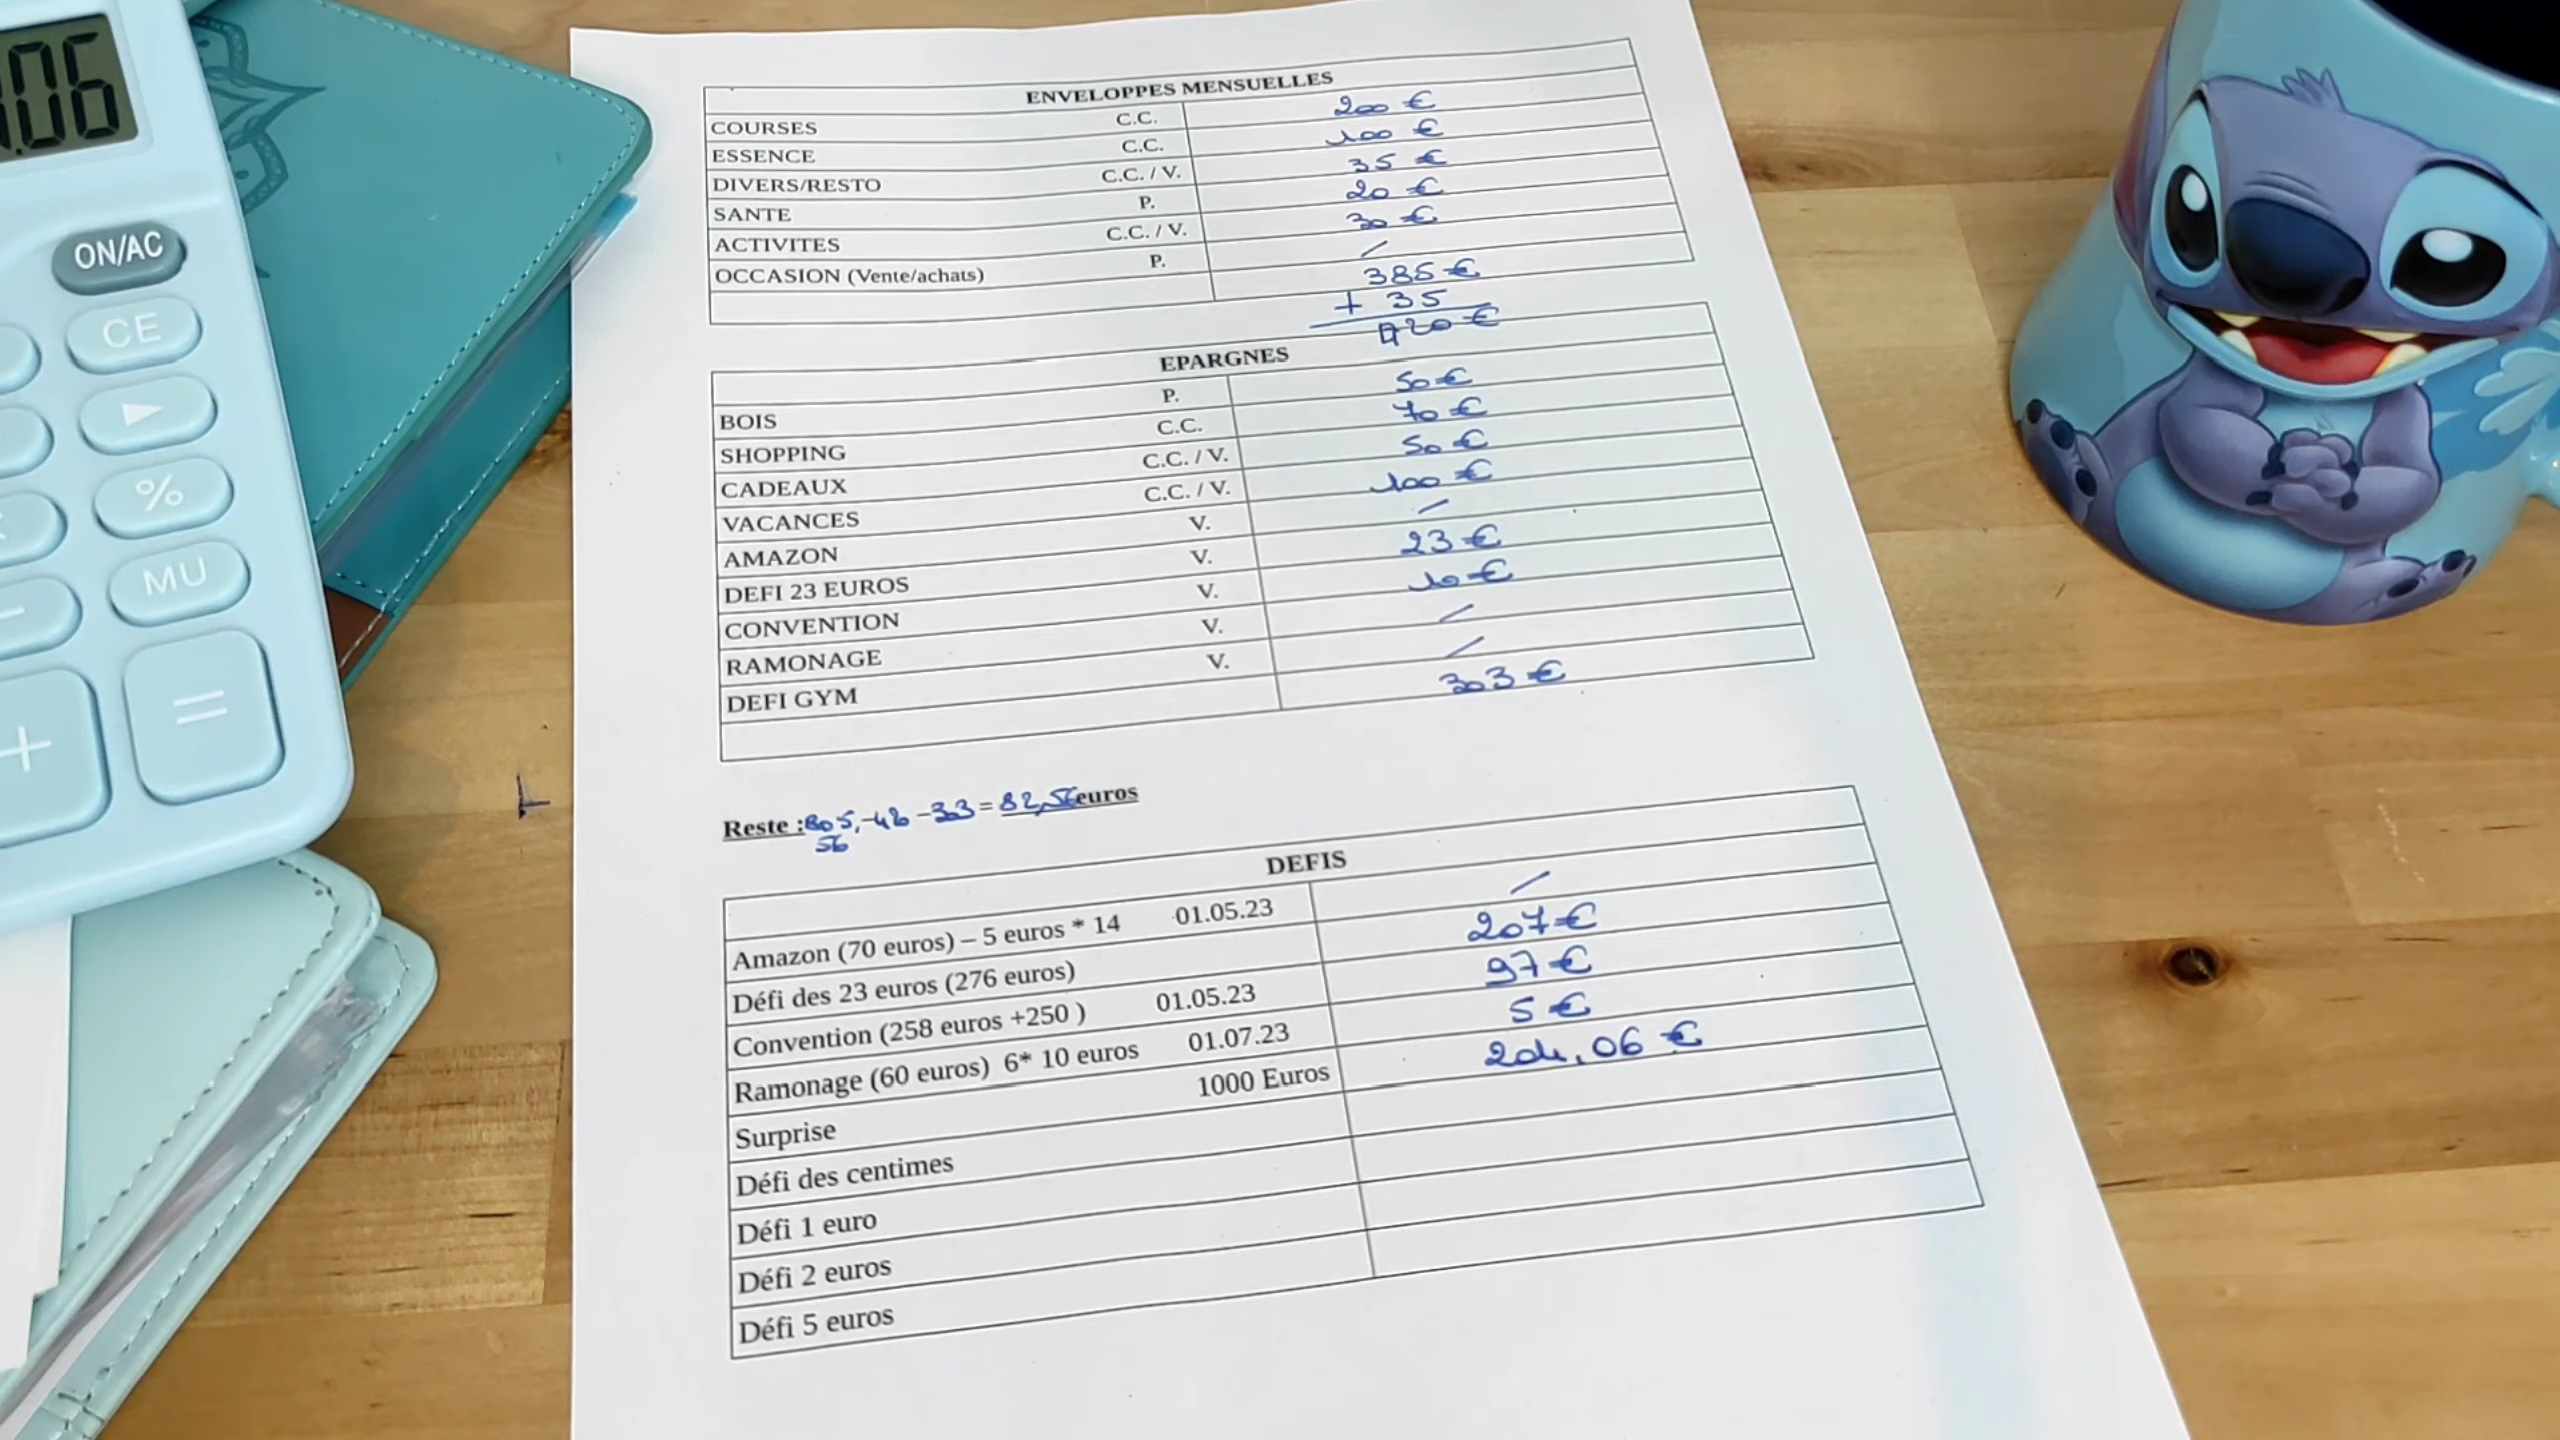 .06
ON/AC
CE
▶
%
MU
−
+
=
ENVELOPPES MENSUELLES
COURSES C.C. 200 €
ESSENCE C.C. 100 €
DIVERS/RESTO C.C. / V. 35 €
SANTE P. 20 €
ACTIVITES C.C. / V. 30 €
OCCASION (Vente/achats) P. /
385 €
+ 35
420 €
EPARGNES
BOIS P. 50 €
SHOPPING C.C. 70 €
CADEAUX C.C. / V. 50 €
VACANCES C.C. / V. 100 €
AMAZON V. /
DEFI 23 EUROS V. 23 €
CONVENTION V. 10 €
RAMONAGE V. /
DEFI GYM V. /
303 €
Reste : 805, -420 -303 = 82,56 euros
56
DEFIS
Amazon (70 euros) – 5 euros * 14 01.05.23 /
Défi des 23 euros (276 euros) 207 €
Convention (258 euros +250 ) 01.05.23 97 €
Ramonage (60 euros) 6* 10 euros 01.07.23 5 €
Surprise 1000 Euros 204.06 €
Défi des centimes
Défi 1 euro
Défi 2 euros
Défi 5 euros